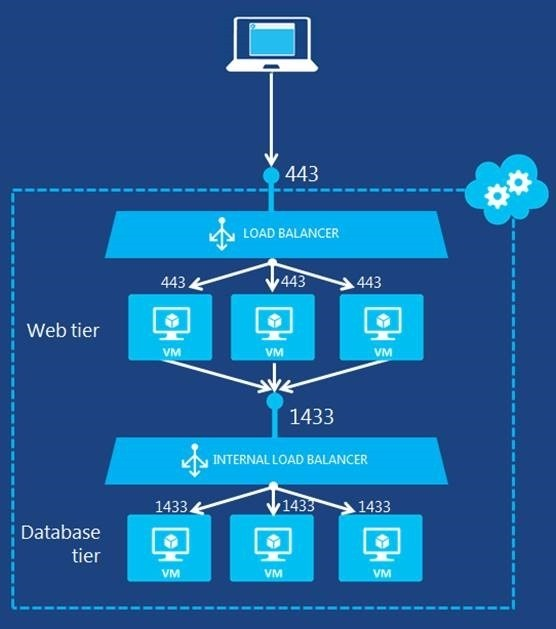 443
LOAD BALANCER
443
443
443
Web tier
VM
VM
VM
1433
INTERNAL LOAD BALANCER
1433
1433
1433
Database
tier
VM
VM
VM